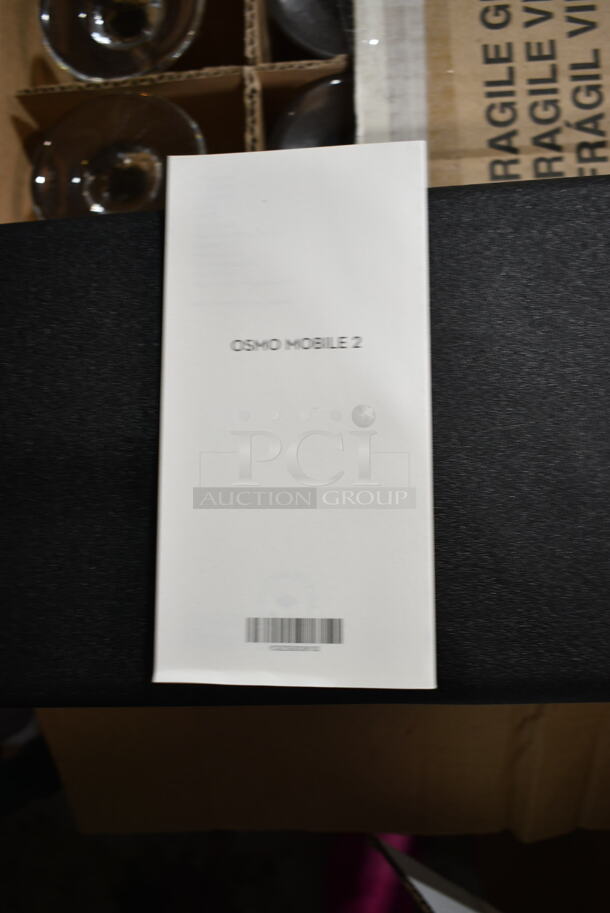 FRAGILE
FRAGILE
FRÁGIL
OSMO MOBILE 2
PCI
AUCTION GROUP